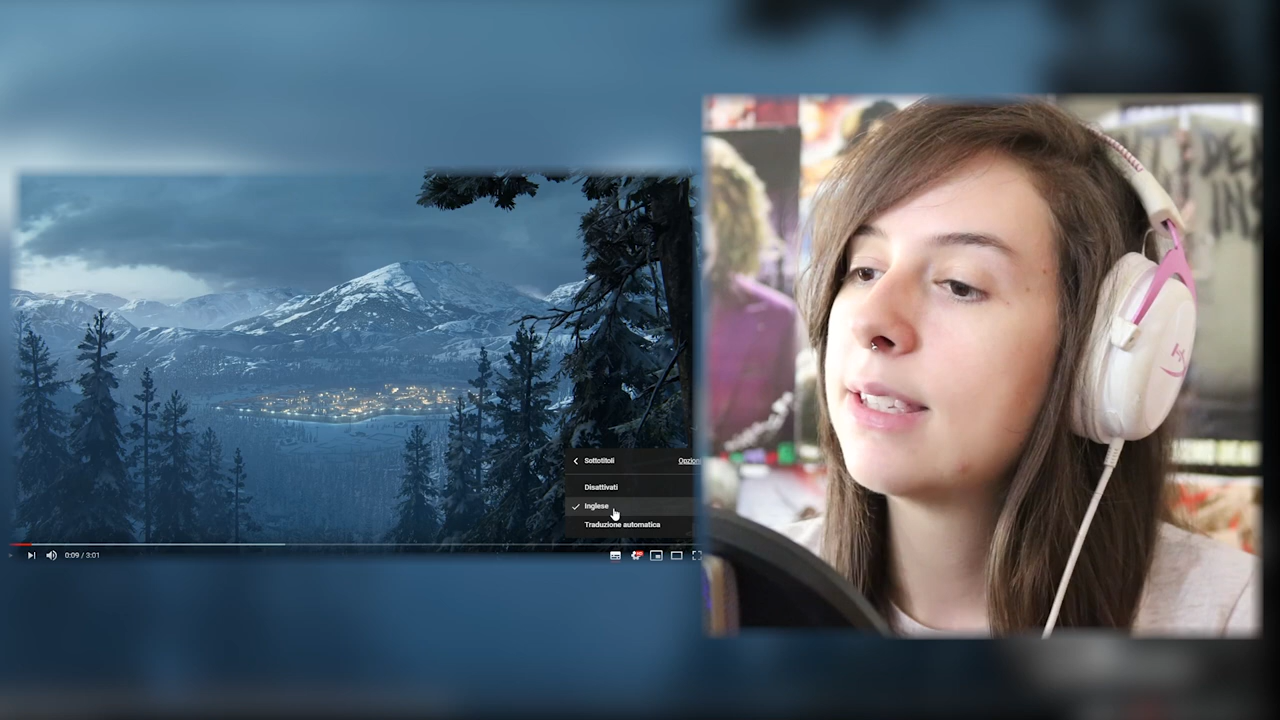 Sottotitoli
Opzioni
Disattivati
Inglese
Traduzione automatica
0:09 / 3:01